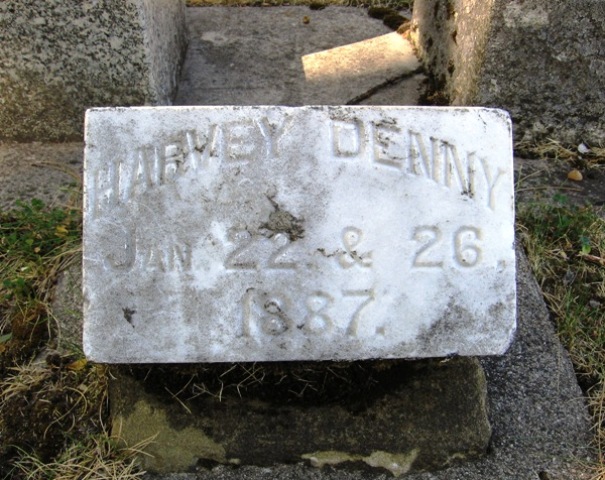 HARVEY DENNY
JAN 22 & 26.
1887.